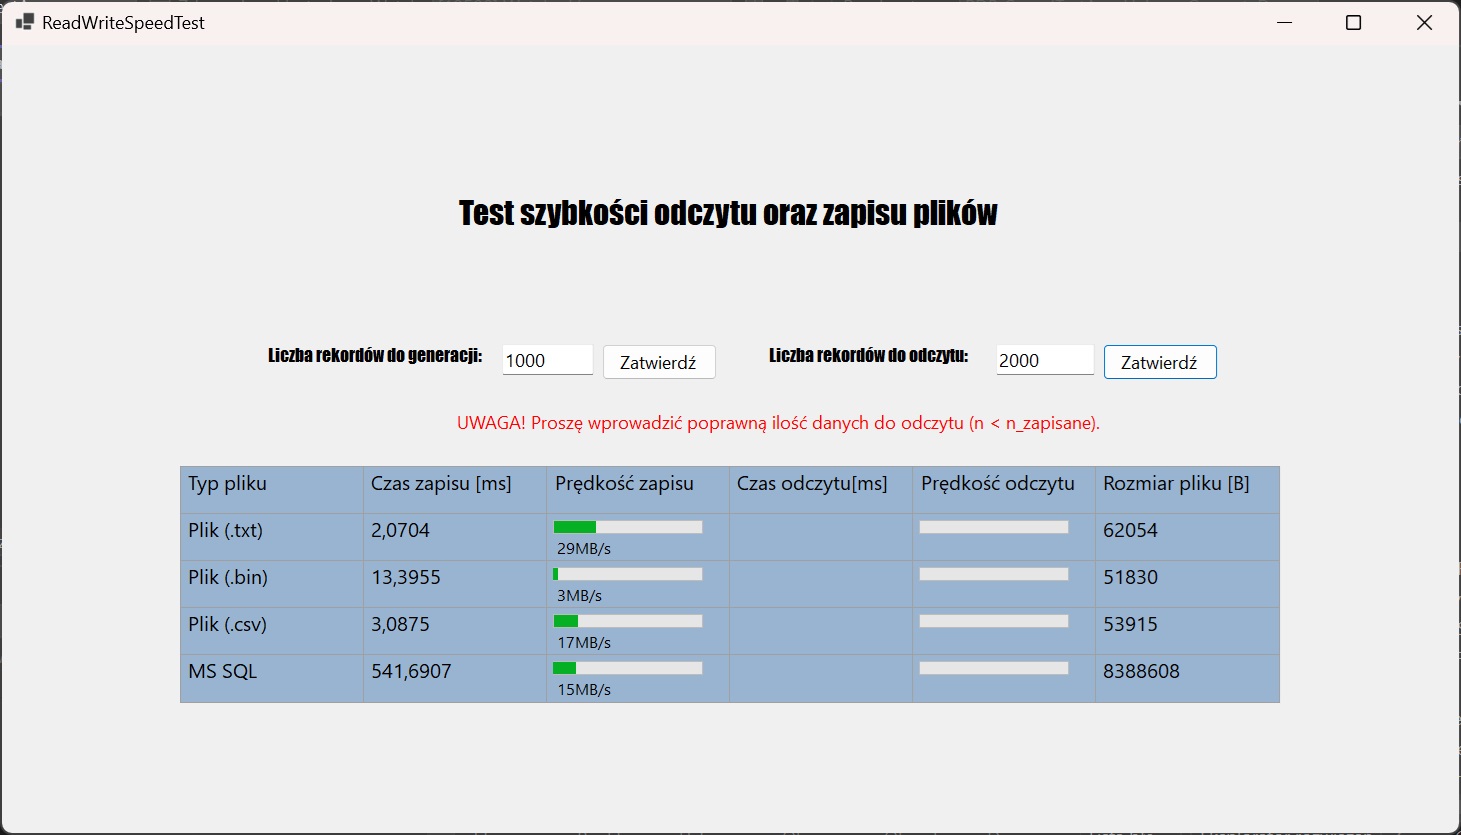 ReadWriteSpeedTest
Test szybkości odczytu oraz zapisu plików
Liczba rekordów do generacji: 1000 Zatwierdź Liczba rekordów do odczytu: 2000 Zatwierdź
UWAGA! Proszę wprowadzić poprawną ilość danych do odczytu (n < n_zapisane).
Typ pliku Czas zapisu [ms] Prędkość zapisu Czas odczytu[ms] Prędkość odczytu Rozmiar pliku [B]
Plik (.txt) 2,0704 29MB/s 62054
Plik (.bin) 13,3955 3MB/s 51830
Plik (.csv) 3,0875 17MB/s 53915
MS SQL 541,6907 15MB/s 8388608